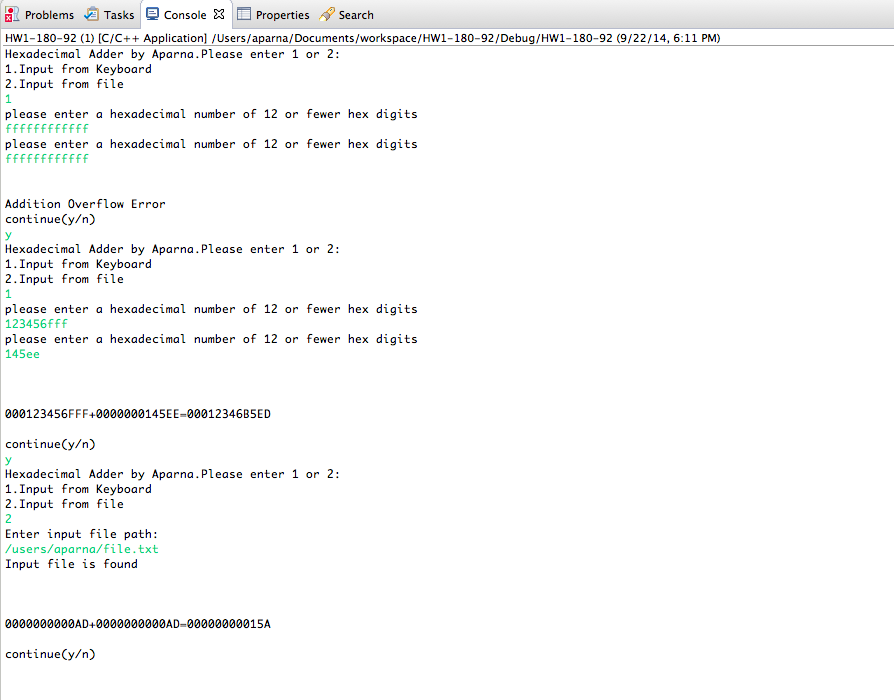 Problems Tasks Console Properties Search
HW1-180-92 (1) [C/C++ Application] /Users/aparna/Documents/workspace/HW1-180-92/Debug/HW1-180-92 (9/22/14, 6:11 PM)
Hexadecimal Adder by Aparna.Please enter 1 or 2:
1.Input from Keyboard
2.Input from file
1
please enter a hexadecimal number of 12 or fewer hex digits
ffffffffffff
please enter a hexadecimal number of 12 or fewer hex digits
ffffffffffff
Addition Overflow Error
continue(y/n)
y
Hexadecimal Adder by Aparna.Please enter 1 or 2:
1.Input from Keyboard
2.Input from file
1
please enter a hexadecimal number of 12 or fewer hex digits
123456fff
please enter a hexadecimal number of 12 or fewer hex digits
145ee
000123456FFF+0000000145EE=00012346B5ED
continue(y/n)
y
Hexadecimal Adder by Aparna.Please enter 1 or 2:
1.Input from Keyboard
2.Input from file
2
Enter input file path:
/users/aparna/file.txt
Input file is found
0000000000AD+0000000000AD=00000000015A
continue(y/n)